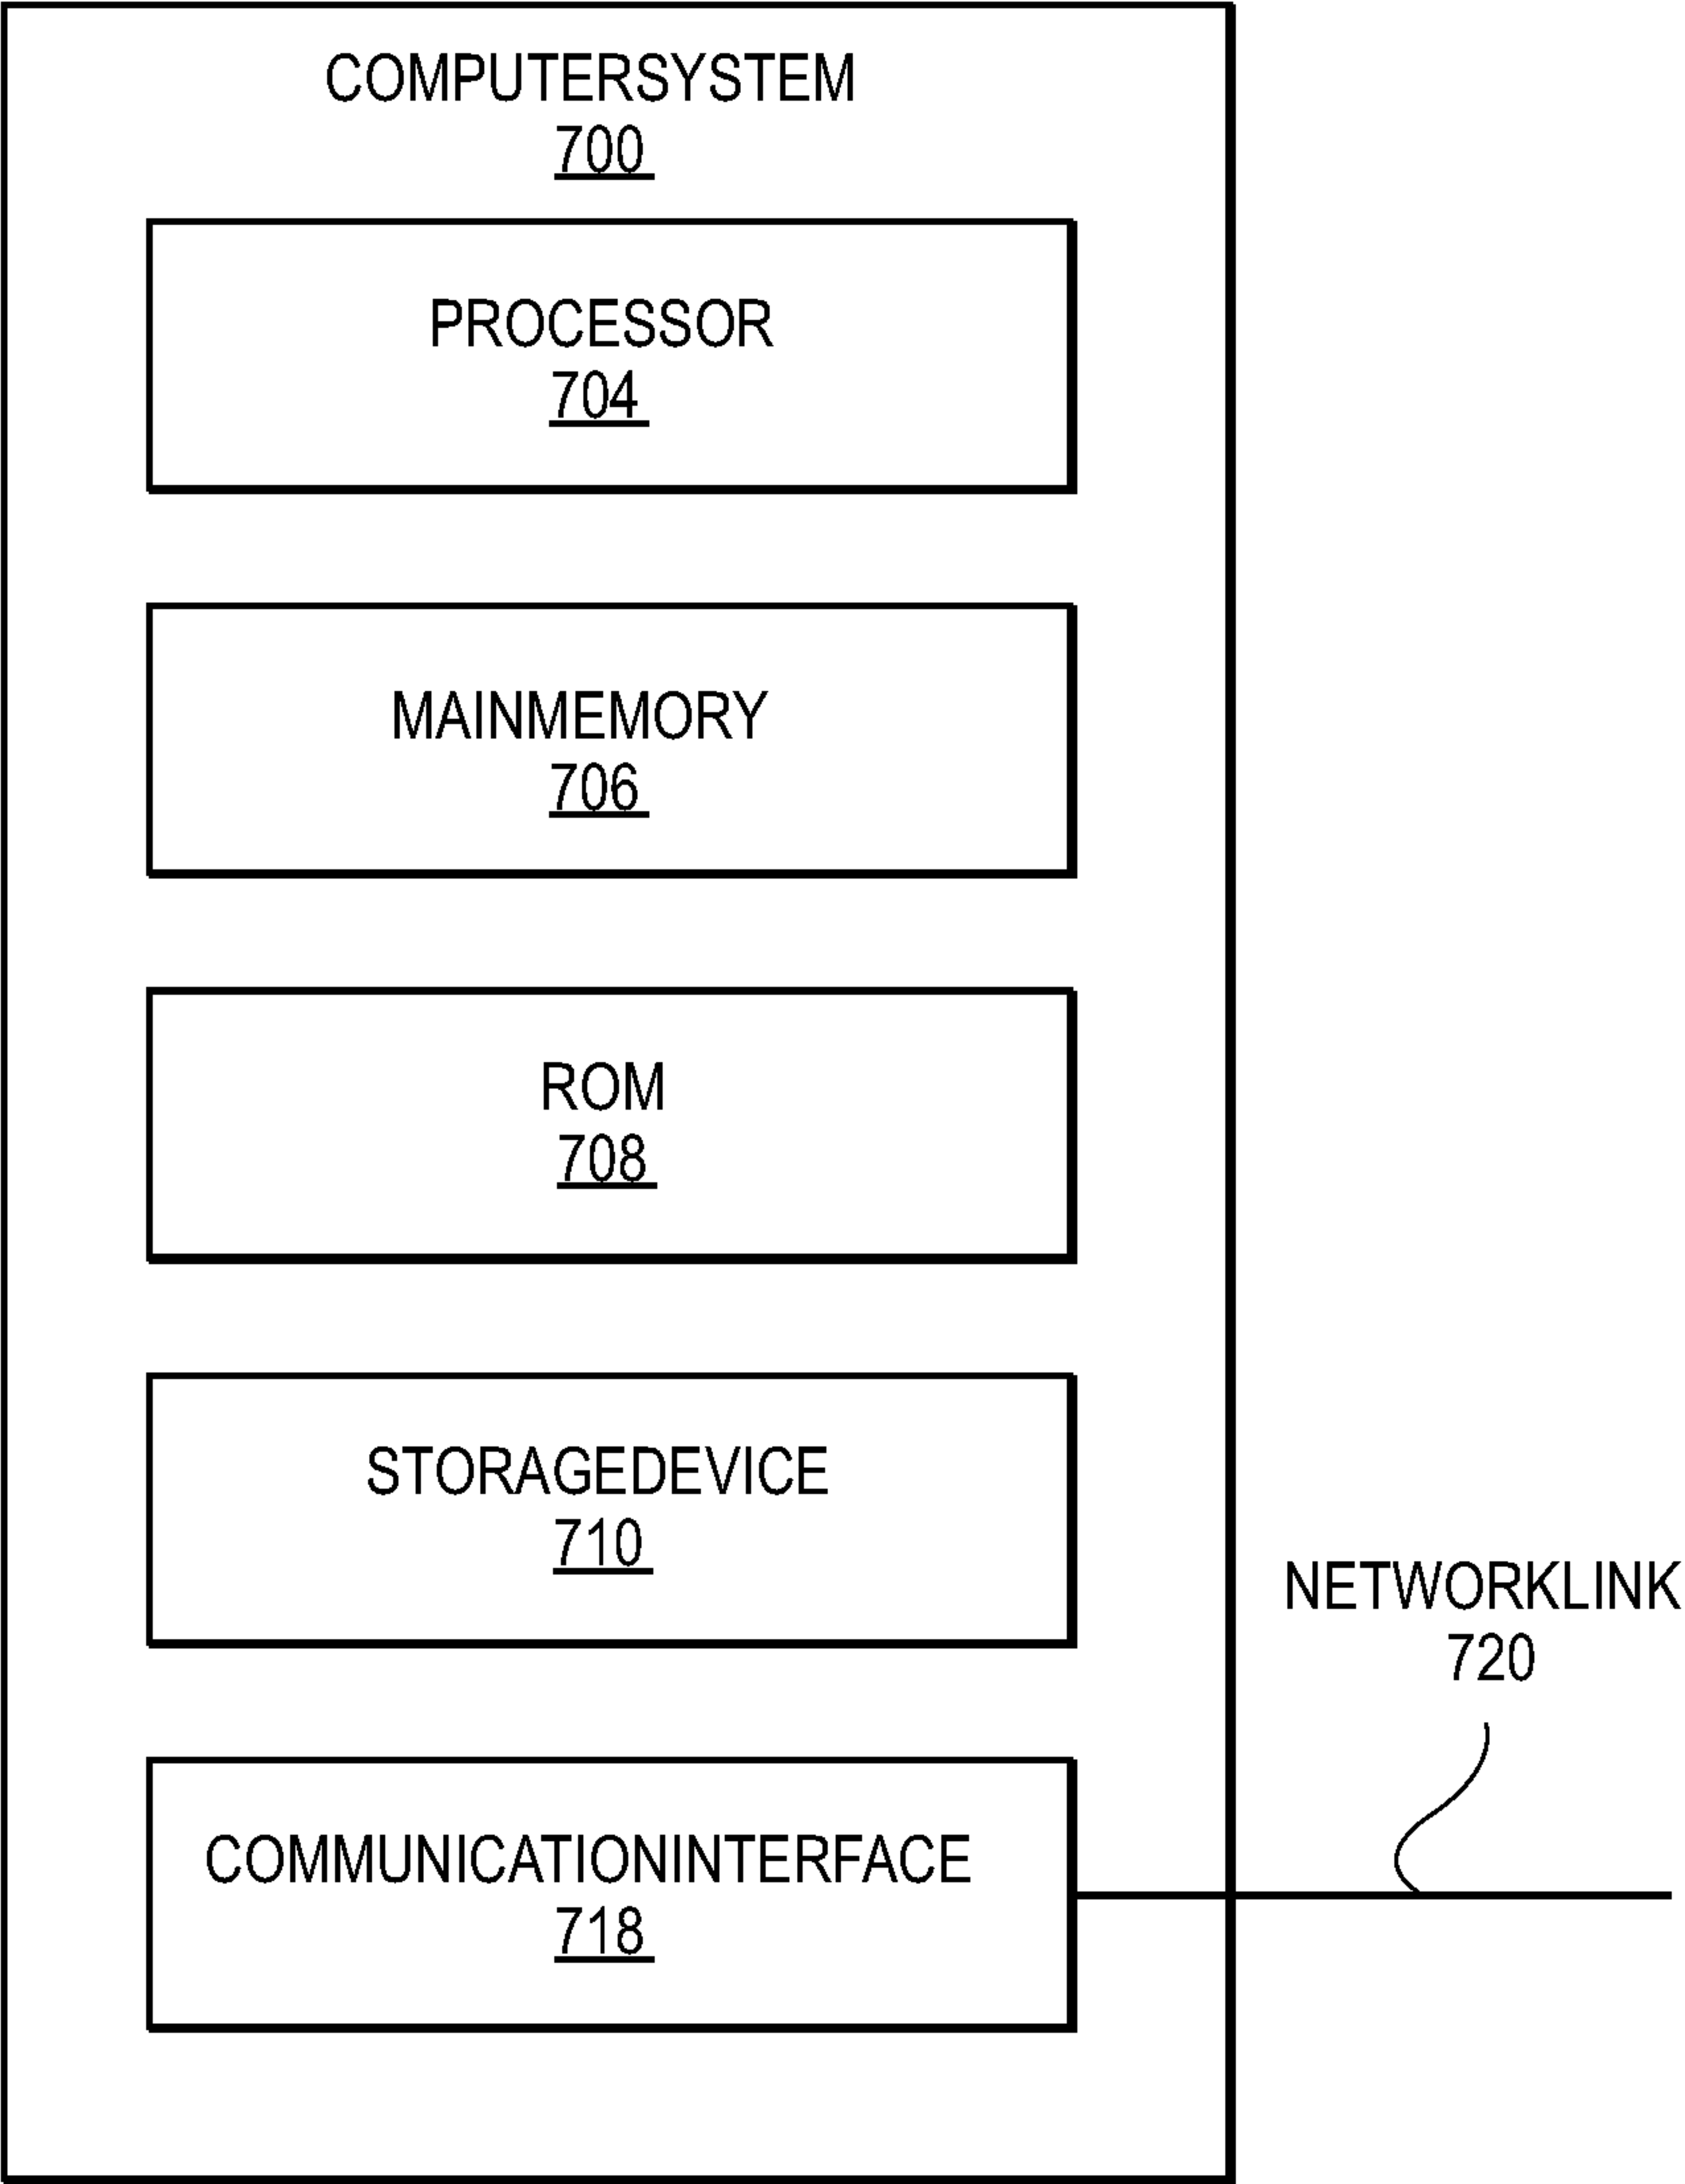 COMPUTERSYSTEM
700
PROCESSOR
704
MAINMEMORY
706
ROM
708
STORAGEDEVICE
710
NETWORKLINK
720
COMMUNICATIONINTERFACE
718